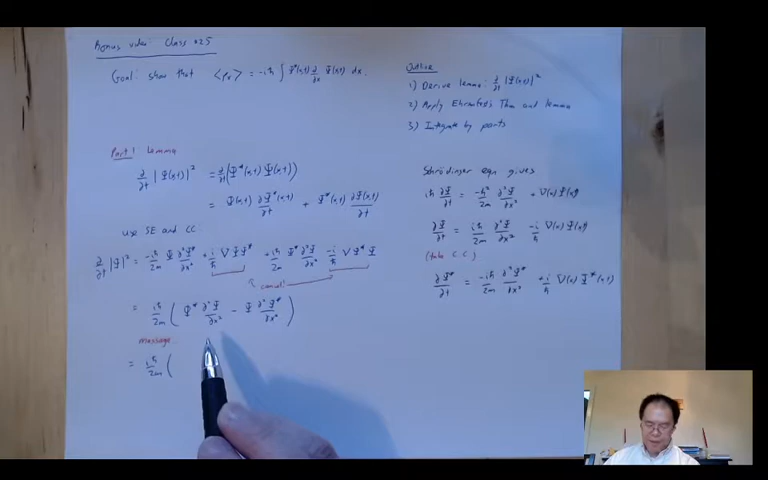 Bonus video: Class #25
Goal: show that <p_x> = -iħ ∫ Ψ*(x,t) ∂/∂x Ψ(x,t) dx.
Part 1 Lemma
∂/∂t |Ψ(x,t)|² = ∂/∂t (Ψ*(x,t) Ψ(x,t))
= Ψ(x,t) ∂Ψ*(x,t)/∂t + Ψ*(x,t) ∂Ψ(x,t)/∂t
use SE and CC
∂/∂t |Ψ|² = -iħ/2m Ψ ∂²Ψ*/∂x² + i/ħ V Ψ Ψ* + iħ/2m Ψ* ∂²Ψ/∂x² - i/ħ V Ψ* Ψ
cancel!
= iħ/2m ( Ψ* ∂²Ψ/∂x² - Ψ ∂²Ψ*/∂x² )
massage
= iħ/2m (
Outline
1) Derive lemma: ∂/∂t |Ψ(x,t)|²
2) Apply Ehrenfest's Thm and lemma
3) Integrate by parts
Schrödinger eqn gives
iħ ∂Ψ/∂t = -ħ²/2m ∂²Ψ/∂x² + V(x) Ψ(x,t)
∂Ψ/∂t = iħ/2m ∂²Ψ/∂x² - i/ħ V(x) Ψ(x,t)
(take CC)
∂Ψ*/∂t = -iħ/2m ∂²Ψ*/∂x² + i/ħ V(x) Ψ*(x,t)